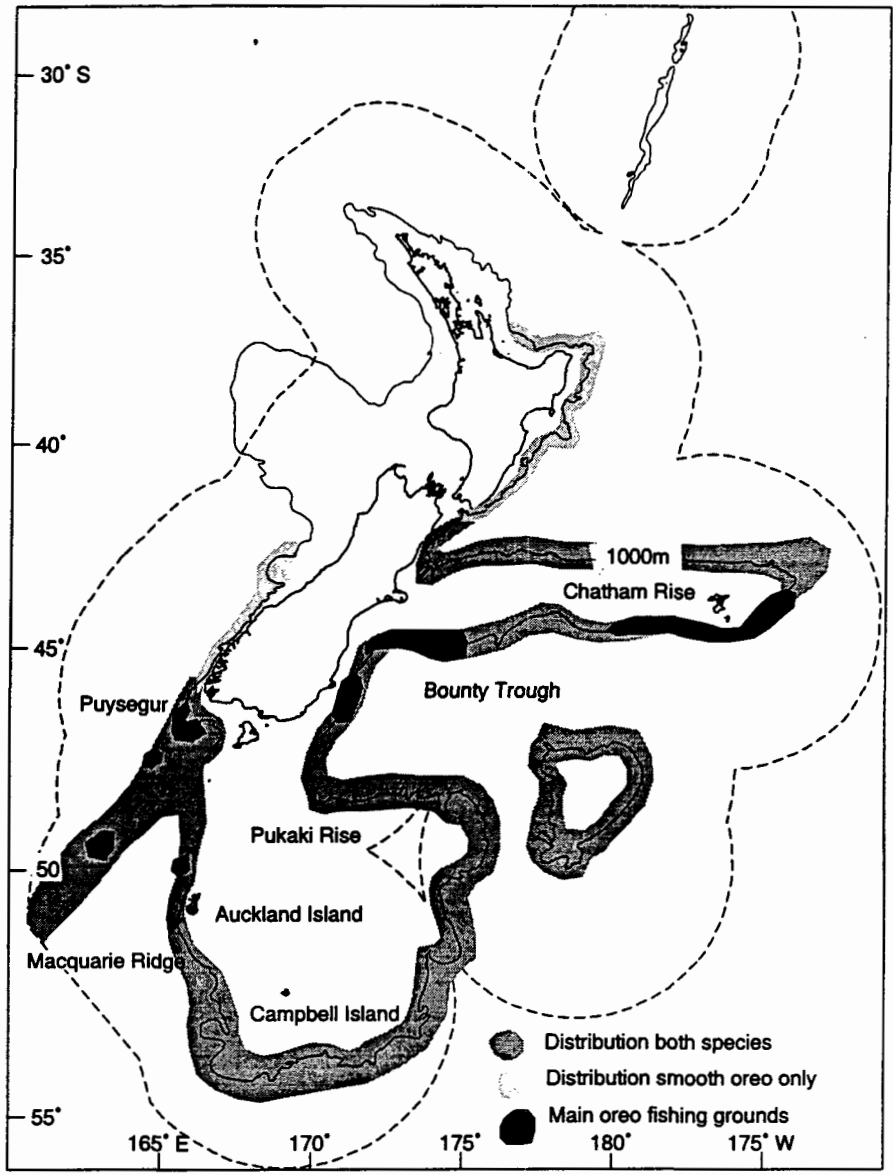 30° S
35°
40°
1000m
Chatham Rise
45°
Puysegur
Bounty Trough
Pukaki Rise
50
Auckland Island
Macquarie Ridge
Campbell Island
Distribution both species
Distribution smooth oreo only
Main oreo fishing grounds
55°
165° E
170°
175°
180°
175° W